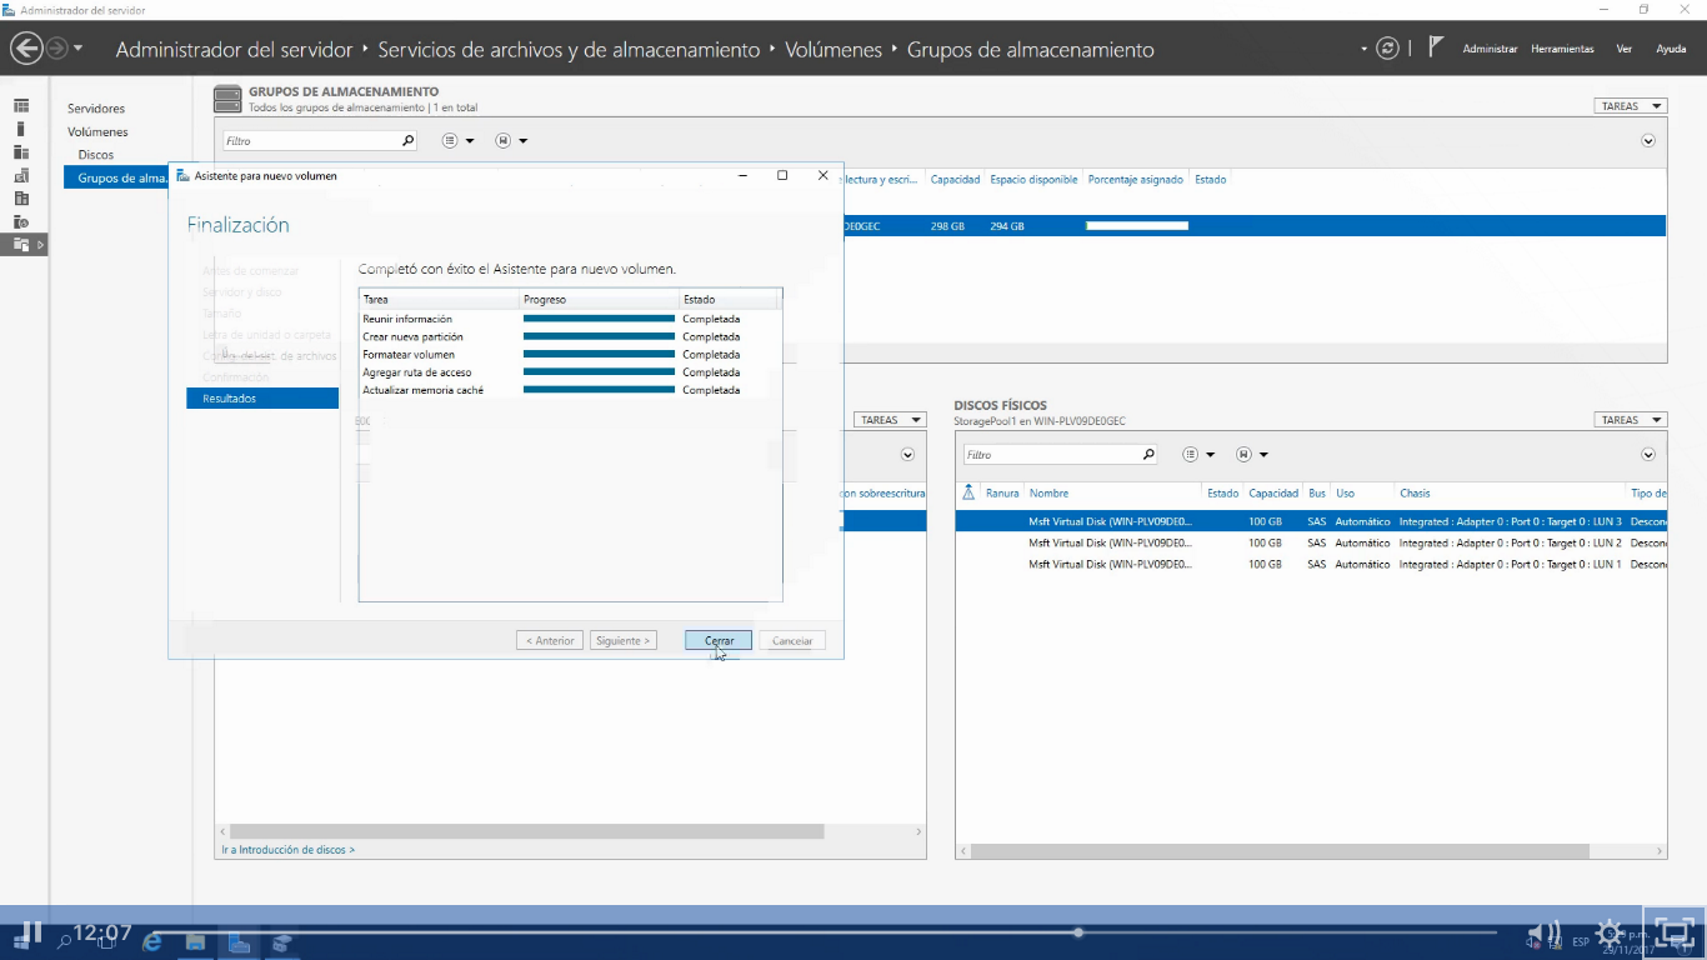 Administrador del servidor
Administrador del servidor ‣ Servicios de archivos y de almacenamiento ‣ Volúmenes ‣ Grupos de almacenamiento
Administrar Herramientas Ver Ayuda
Servidores
Volúmenes
Discos
Grupos de alma...
GRUPOS DE ALMACENAMIENTO
Todos los grupos de almacenamiento | 1 en total
TAREAS
Filtro
lectura y escri... Capacidad Espacio disponible Porcentaje asignado Estado
DE0GEC 298 GB 294 GB
Asistente para nuevo volumen
Finalización
Antes de comenzar
Servidor y disco
Tamaño
Letra de unidad o carpeta
Config. del sist. de archivos
Confirmación
Resultados
Completó con éxito el Asistente para nuevo volumen.
Tarea Progreso Estado
Reunir información Completada
Crear nueva partición Completada
Formatear volumen Completada
Agregar ruta de acceso Completada
Actualizar memoria caché Completada
< Anterior Siguiente > Cerrar Cancelar
TAREAS
con sobreescritura
Ir a Introducción de discos >
DISCOS FÍSICOS
StoragePool1 en WIN-PLV09DE0GEC
TAREAS
Filtro
Ranura Nombre Estado Capacidad Bus Uso Chasis Tipo de
Msft Virtual Disk (WIN-PLV09DE0... 100 GB SAS Automático Integrated : Adapter 0 : Port 0 : Target 0 : LUN 3 Descon
Msft Virtual Disk (WIN-PLV09DE0... 100 GB SAS Automático Integrated : Adapter 0 : Port 0 : Target 0 : LUN 2 Descon
Msft Virtual Disk (WIN-PLV09DE0... 100 GB SAS Automático Integrated : Adapter 0 : Port 0 : Target 0 : LUN 1 Descon
12:07
ESP
p.m.
29/11/2017